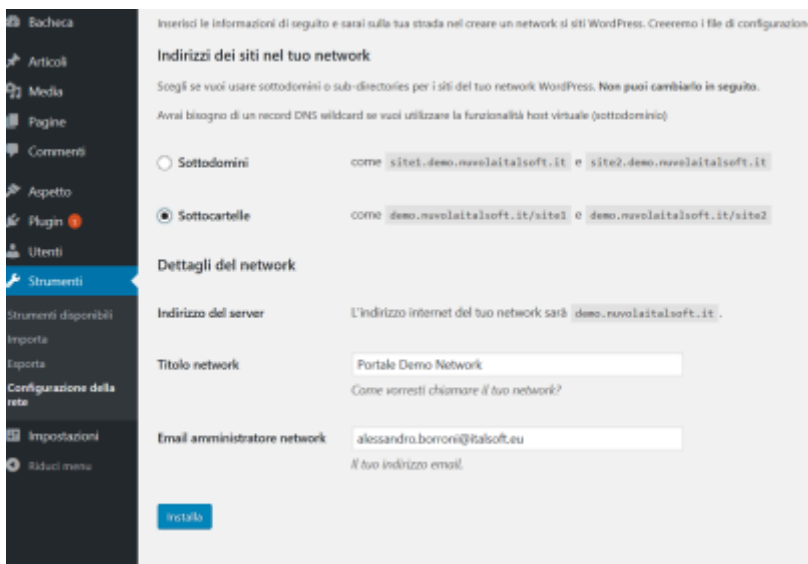 Bacheca
Articoli
Media
Pagine
Commenti
Aspetto
Plugin 1
Utenti
Strumenti
Strumenti disponibili
Importa
Esporta
Configurazione della
rete
Impostazioni
Riduci menu
Inserisci le informazioni di seguito e sarai sulla tua strada nel creare un network si siti WordPress. Creeremo i file di configurazion
Indirizzi dei siti nel tuo network
Scegli se vuoi usare sottodomini o sub-directories per i siti del tuo network WordPress. Non puoi cambiarlo in seguito.
Avrai bisogno di un record DNS wildcard se vuoi utilizzare la funzionalità host virtuale (sottodominio)
Sottodomini come site1.demo.nuvolaitalsoft.it e site2.demo.nuvolaitalsoft.it
Sottocartelle come demo.nuvolaitalsoft.it/site1 e demo.nuvolaitalsoft.it/site2
Dettagli del network
Indirizzo del server L'indirizzo internet del tuo network sarà demo.nuvolaitalsoft.it .
Titolo network Portale Demo Network
Come vorresti chiamare il tuo network?
Email amministratore network alessandro.borroni@italsoft.eu
Il tuo indirizzo email.
Installa